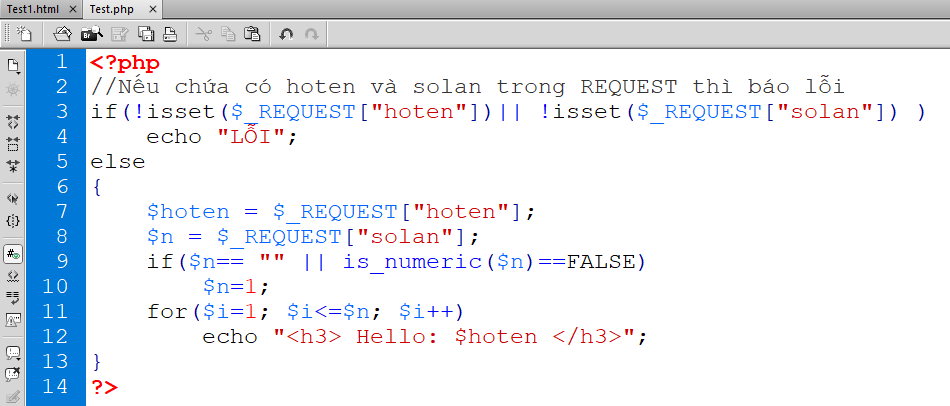 Test1.html × Test.php ×
Br
1 <?php
2 //Nếu chứa có hoten và solan trong REQUEST thì báo lỗi
3 if(!isset($_REQUEST["hoten"])|| !isset($_REQUEST["solan"]) )
4     echo "LỖI";
5 else
6 {
7     $hoten = $_REQUEST["hoten"];
8     $n = $_REQUEST["solan"];
9     if($n== "" || is_numeric($n)==FALSE)
10         $n=1;
11     for($i=1; $i<=$n; $i++)
12         echo "<h3> Hello: $hoten </h3>";
13 }
14 ?>